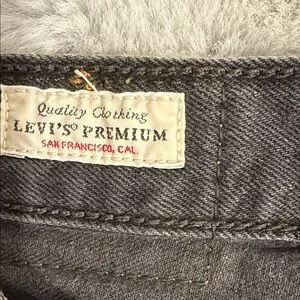 Quality Clothing
LEVI'S® PREMIUM
SAN FRANCISCO, CAL.